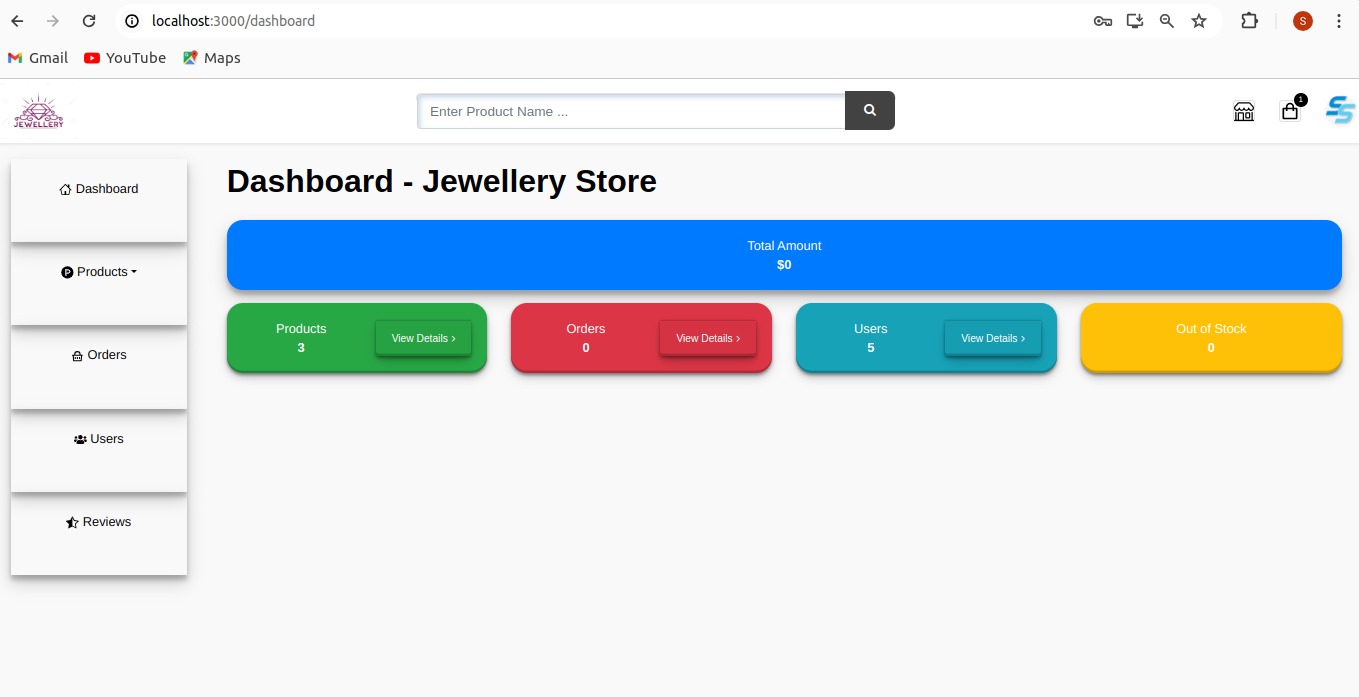 localhost:3000/dashboard
S
Gmail YouTube Maps
JEWELLERY
Enter Product Name ...
1
SS
Dashboard
Products
Orders
Users
Reviews
Dashboard - Jewellery Store
Total Amount
$0
Products
3
View Details ›
Orders
0
View Details ›
Users
5
View Details ›
Out of Stock
0